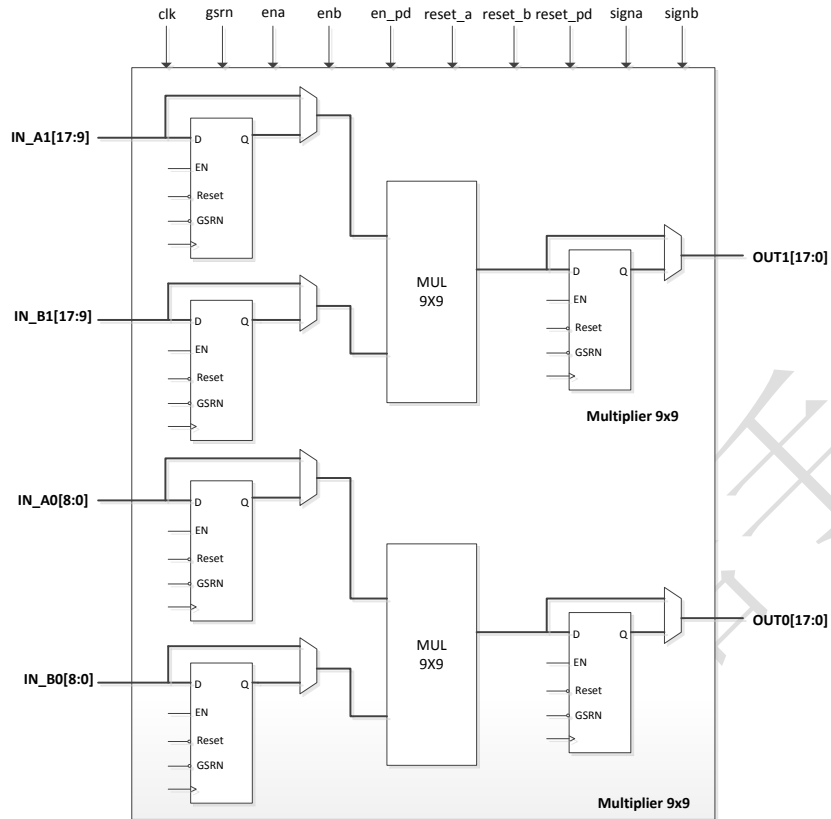 clk gsrn ena enb en_pd reset_a reset_b reset_pd signa signb
IN_A1[17:9]
D Q
EN
Reset
GSRN
IN_B1[17:9]
D Q
EN
Reset
GSRN
MUL
9X9
D Q
EN
Reset
GSRN
OUT1[17:0]
Multiplier 9x9
IN_A0[8:0]
D Q
EN
Reset
GSRN
IN_B0[8:0]
D Q
EN
Reset
GSRN
MUL
9X9
D Q
EN
Reset
GSRN
OUT0[17:0]
Multiplier 9x9
手